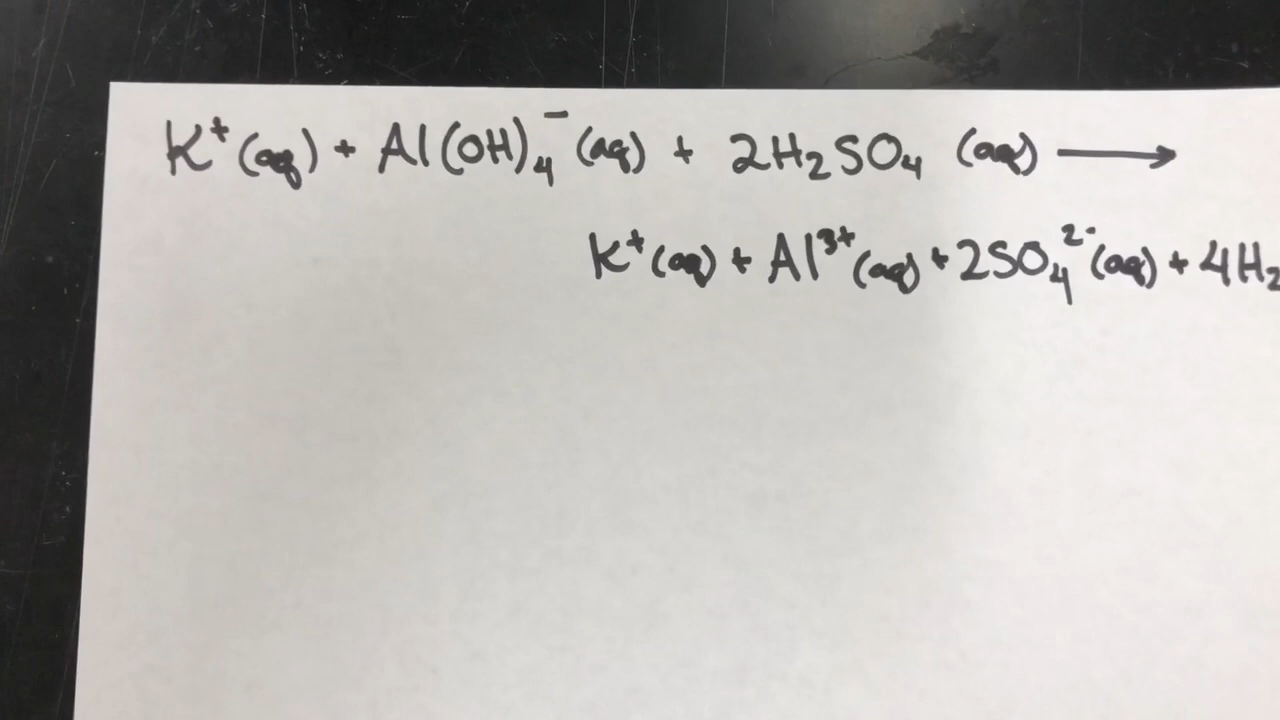 K⁺(aq) + Al(OH)₄⁻(aq) + 2H₂SO₄ (aq) ⟶
K⁺(aq) + Al³⁺(aq) + 2SO₄²⁻(aq) + 4H₂